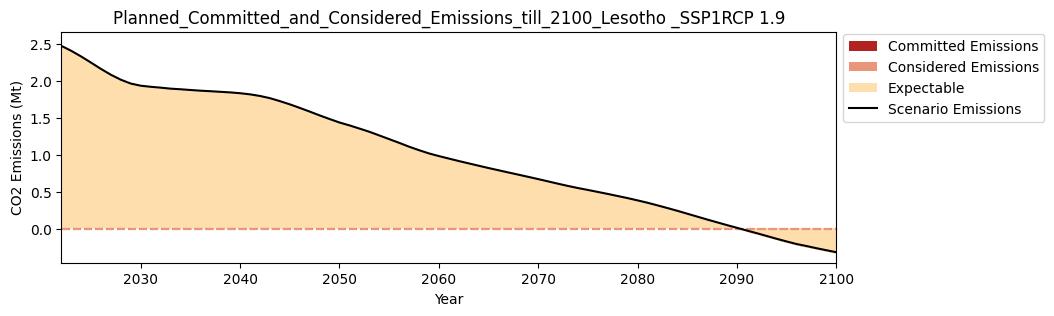 Planned_Committed_and_Considered_Emissions_till_2100_Lesotho _SSP1RCP 1.9
Committed Emissions
Considered Emissions
Expectable
Scenario Emissions
CO2 Emissions (Mt)
2.5
2.0
1.5
1.0
0.5
0.0
2030 2040 2050 2060 2070 2080 2090 2100
Year